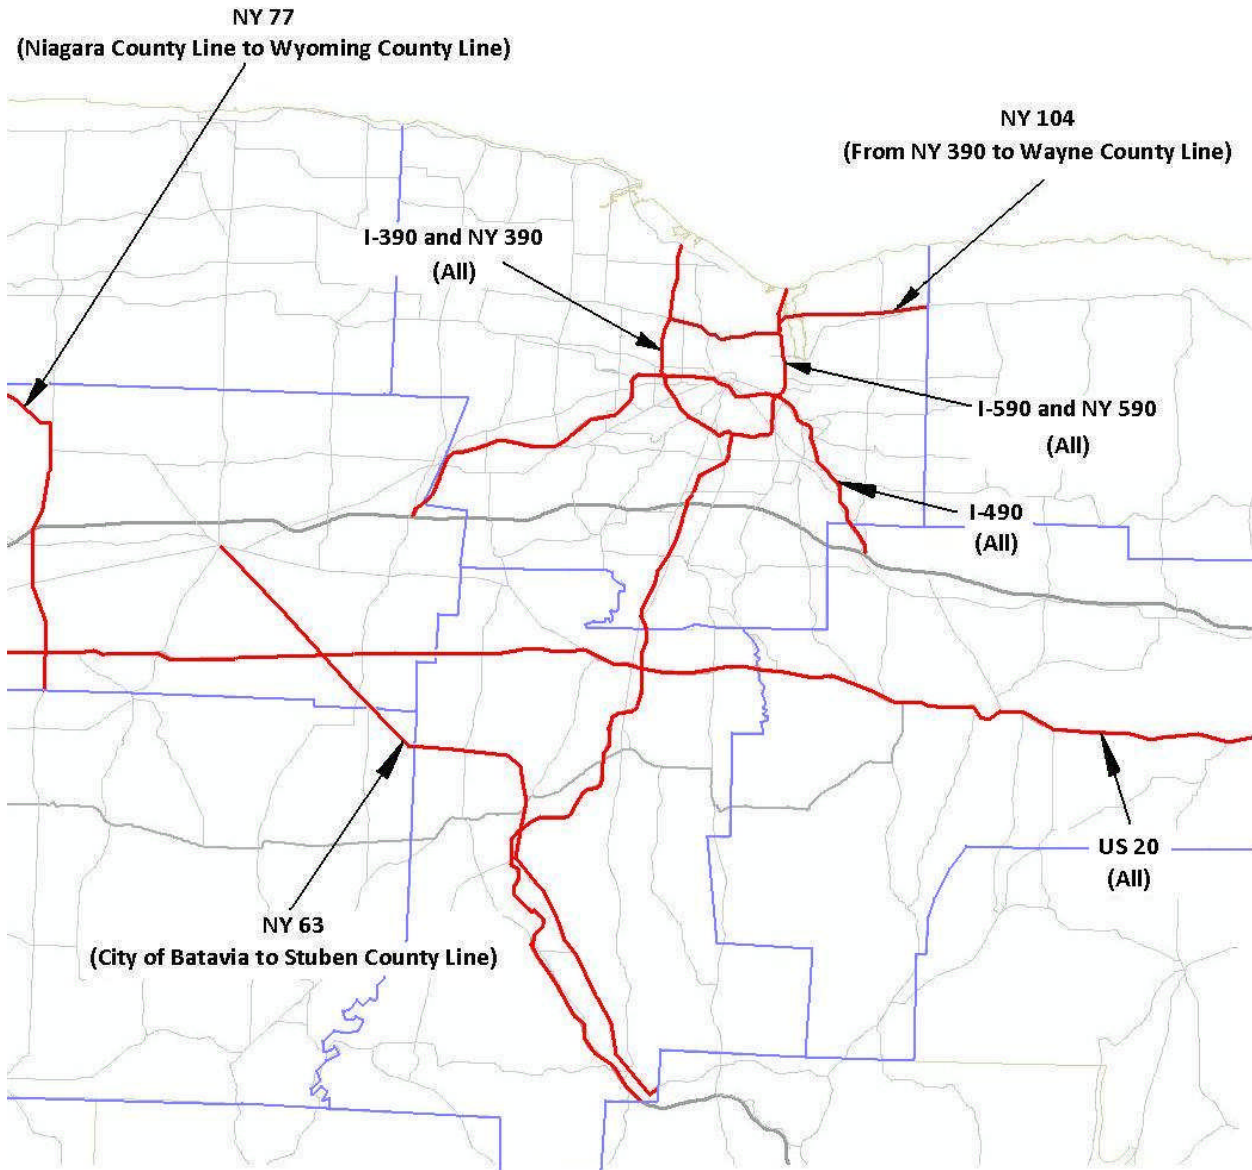 NY 77
(Niagara County Line to Wyoming County Line)
NY 104
(From NY 390 to Wayne County Line)
I-390 and NY 390
(All)
I-590 and NY 590
(All)
I-490
(All)
US 20
(All)
NY 63
(City of Batavia to Stuben County Line)